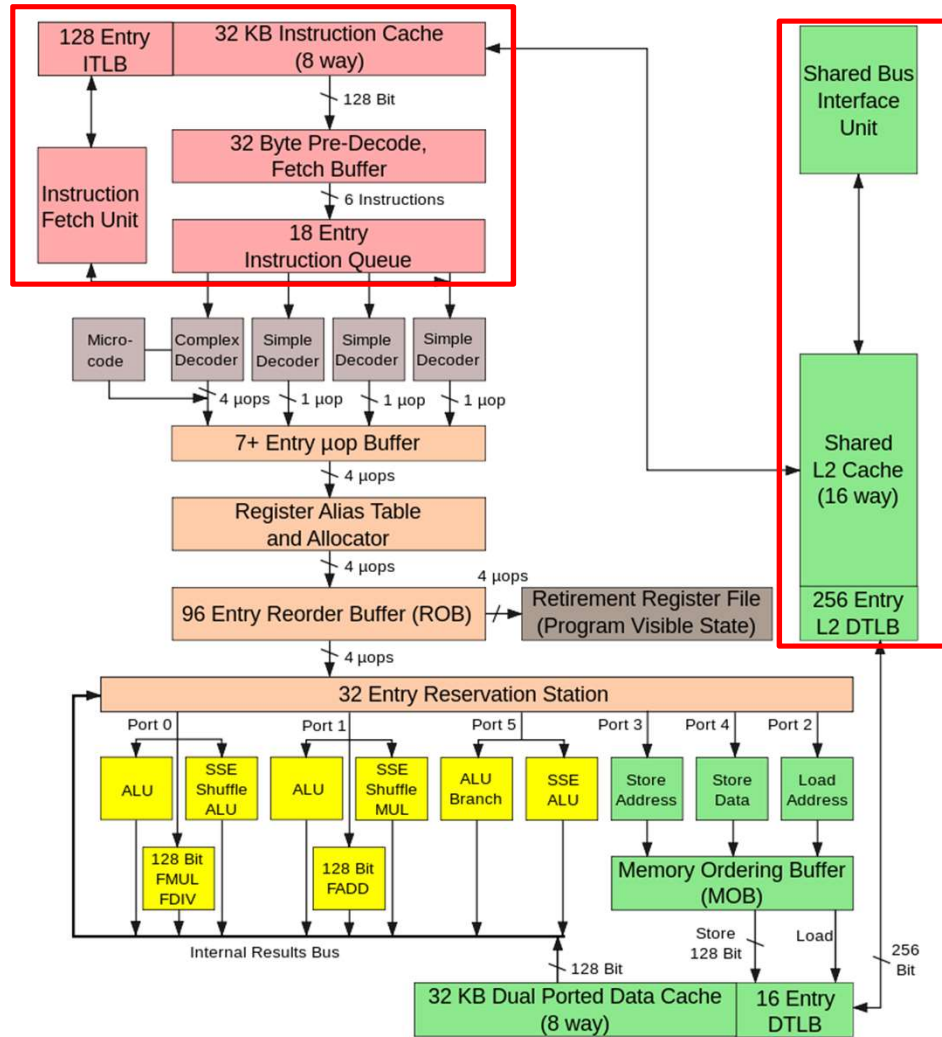 128 Entry
ITLB
32 KB Instruction Cache
(8 way)
128 Bit
32 Byte Pre-Decode,
Fetch Buffer
Instruction
Fetch Unit
6 Instructions
18 Entry
Instruction Queue
Shared Bus
Interface
Unit
Micro-
code
Complex
Decoder
Simple
Decoder
Simple
Decoder
Simple
Decoder
4 µops
1 µop
1 µop
1 µop
7+ Entry µop Buffer
4 µops
Register Alias Table
and Allocator
4 µops
96 Entry Reorder Buffer (ROB)
4 µops
Retirement Register File
(Program Visible State)
Shared
L2 Cache
(16 way)
256 Entry
L2 DTLB
4 µops
32 Entry Reservation Station
Port 0
Port 1
Port 5
Port 3
Port 4
Port 2
ALU
SSE
Shuffle
ALU
ALU
SSE
Shuffle
MUL
ALU
Branch
SSE
ALU
Store
Address
Store
Data
Load
Address
128 Bit
FMUL
FDIV
128 Bit
FADD
Memory Ordering Buffer
(MOB)
Internal Results Bus
Store
128 Bit
Load
128 Bit
256
Bit
32 KB Dual Ported Data Cache
(8 way)
16 Entry
DTLB